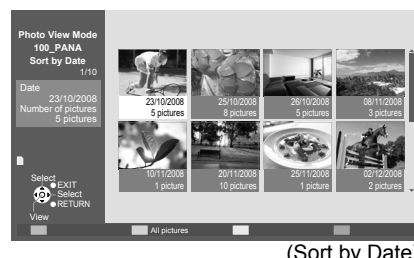 Photo View Mode
100_PANA
Sort by Date
1/10
Date
23/10/2008
Number of pictures
5 pictures
Select
EXIT
Select
RETURN
View
23/10/2008
5 pictures
25/10/2008
8 pictures
26/10/2008
5 pictures
08/11/2008
3 pictures
10/11/2008
1 picture
20/11/2008
10 pictures
25/11/2008
1 picture
02/12/2008
2 pictures
All pictures
(Sort by Date)